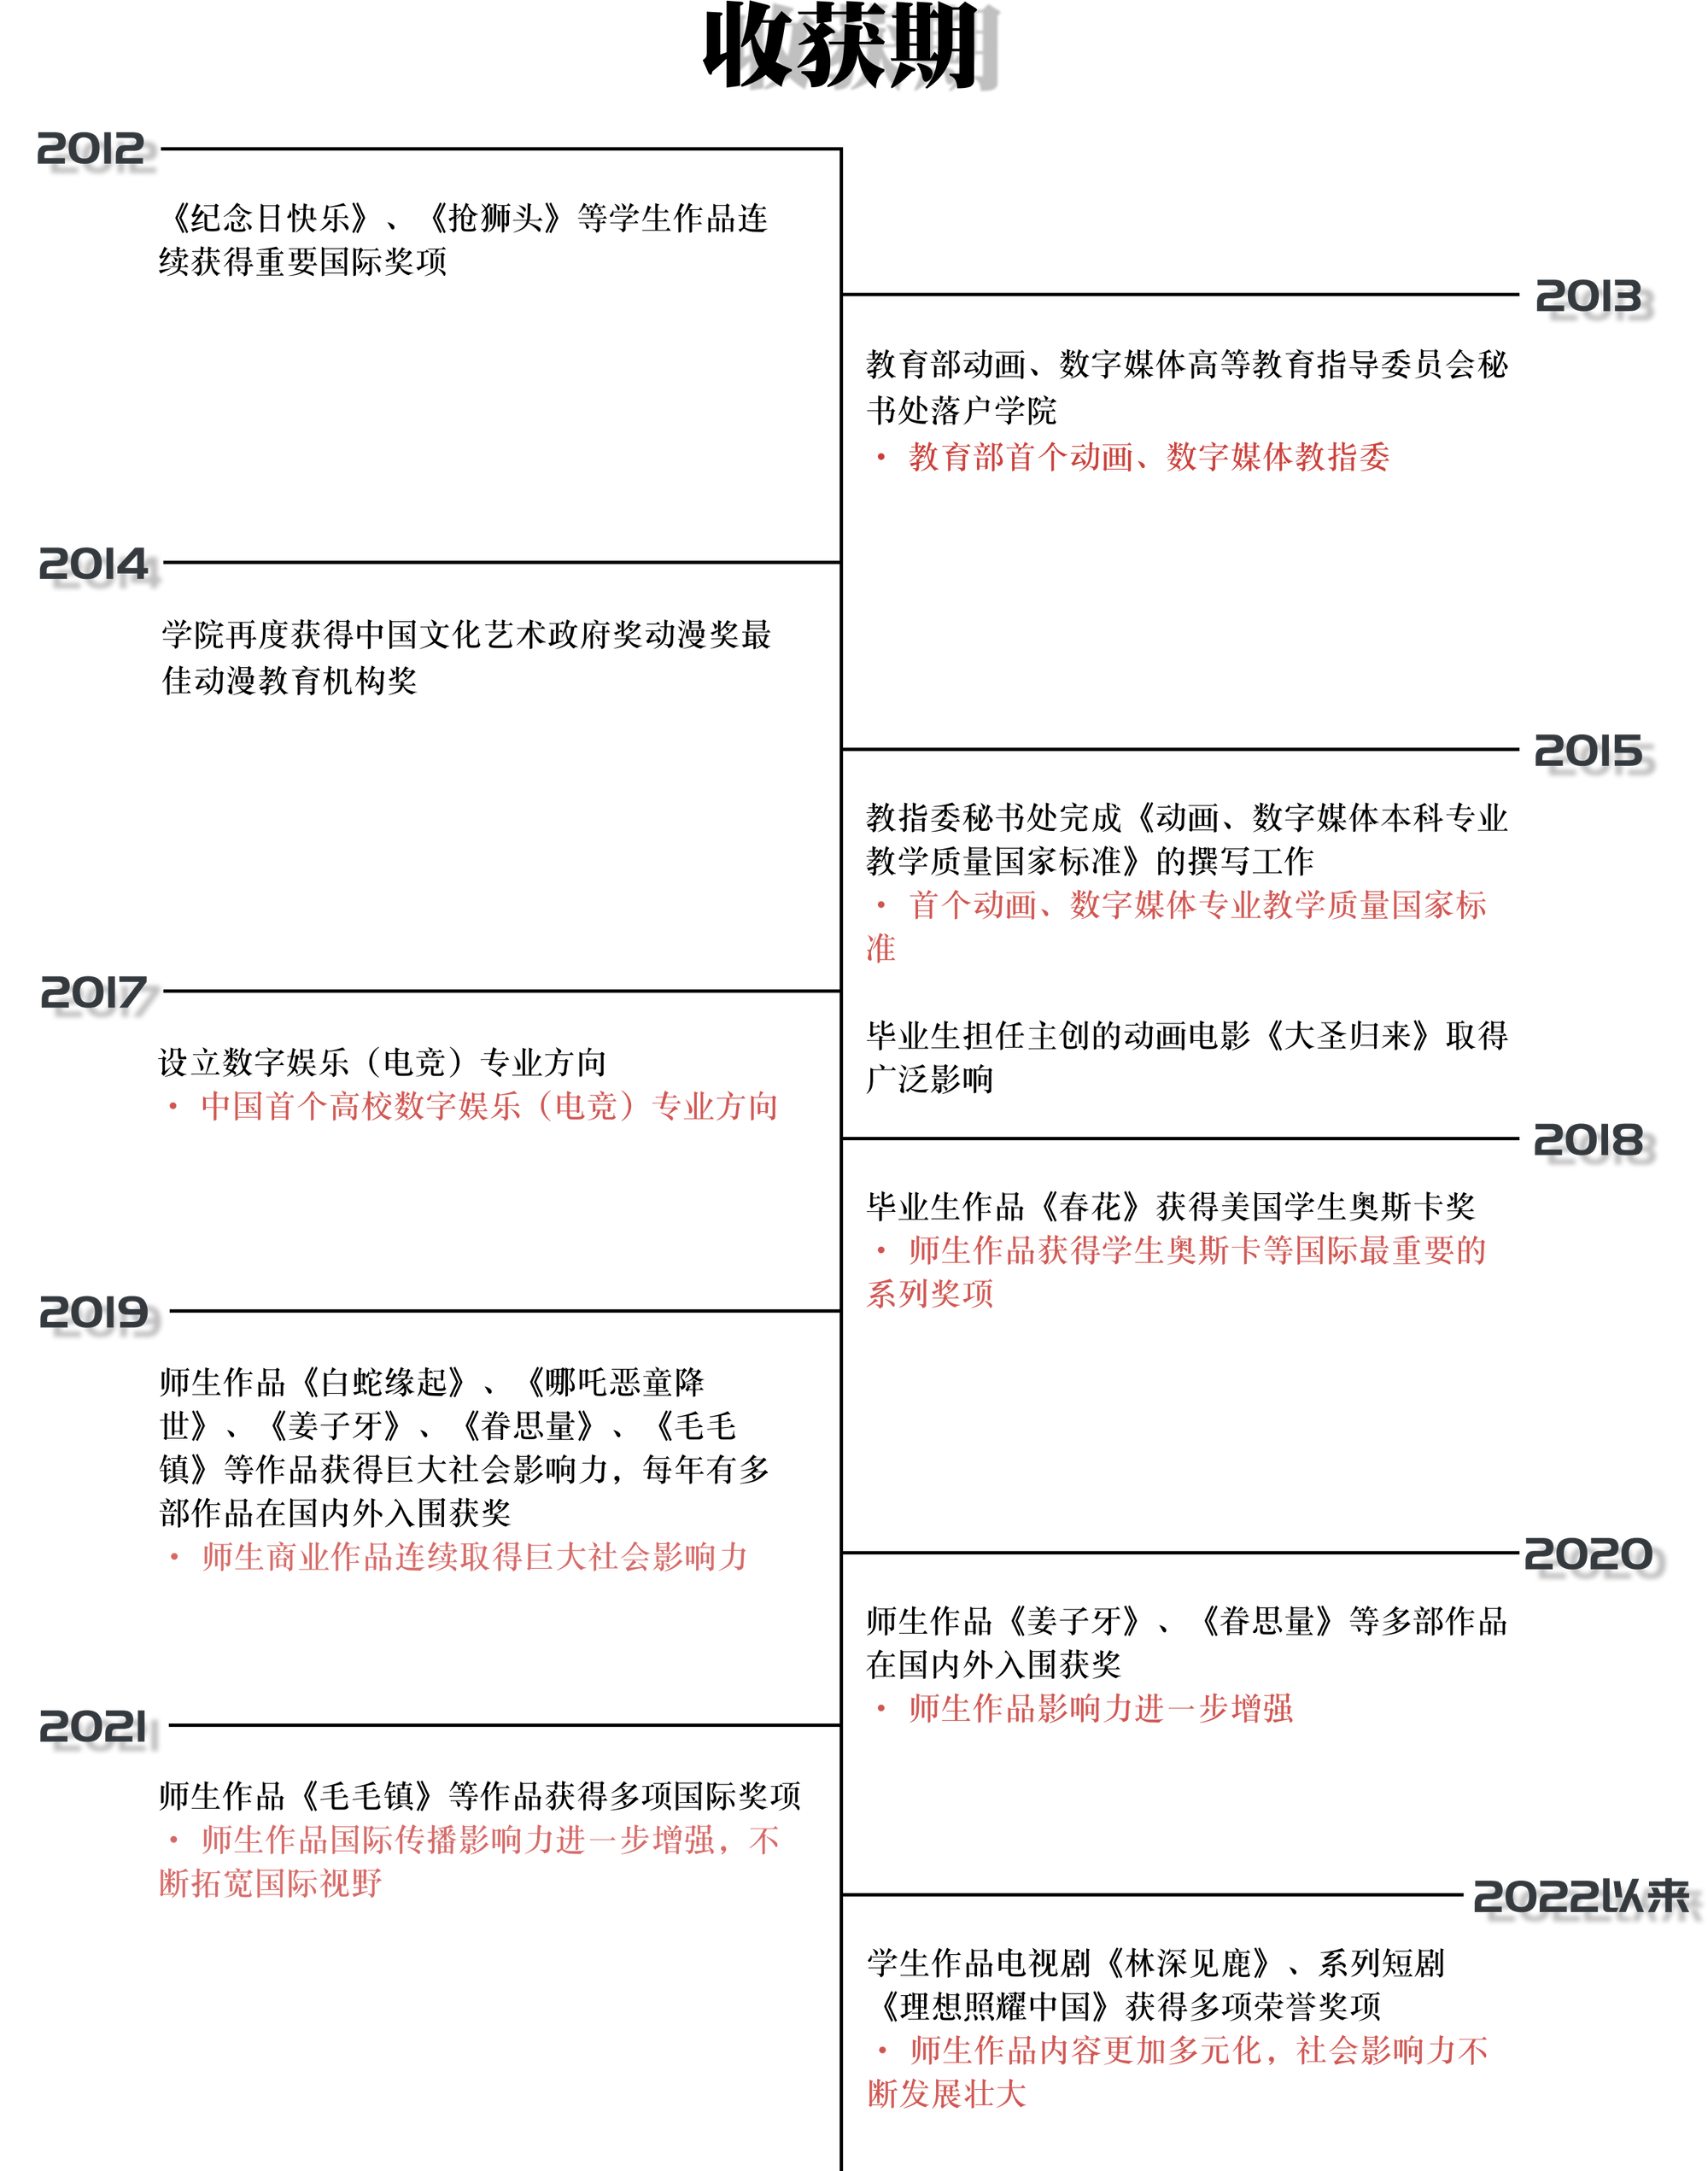 收获期
2012
《纪念日快乐》、《抢狮头》等学生作品连
续获得重要国际奖项
2013
教育部动画、数字媒体高等教育指导委员会秘
书处落户学院
· 教育部首个动画、数字媒体教指委
2014
学院再度获得中国文化艺术政府奖动漫奖最
佳动漫教育机构奖
2015
教指委秘书处完成《动画、数字媒体本科专业
教学质量国家标准》的撰写工作
· 首个动画、数字媒体专业教学质量国家标
准
毕业生担任主创的动画电影《大圣归来》取得
广泛影响
2017
设立数字娱乐（电竞）专业方向
· 中国首个高校数字娱乐（电竞）专业方向
2018
毕业生作品《春花》获得美国学生奥斯卡奖
· 师生作品获得学生奥斯卡等国际最重要的
系列奖项
2019
师生作品《白蛇缘起》、《哪吒恶童降
世》、《姜子牙》、《眷思量》、《毛毛
镇》等作品获得巨大社会影响力，每年有多
部作品在国内外入围获奖
· 师生商业作品连续取得巨大社会影响力
2020
师生作品《姜子牙》、《眷思量》等多部作品
在国内外入围获奖
· 师生作品影响力进一步增强
2021
师生作品《毛毛镇》等作品获得多项国际奖项
· 师生作品国际传播影响力进一步增强，不
断拓宽国际视野
2022以来
学生作品电视剧《林深见鹿》、系列短剧
《理想照耀中国》获得多项荣誉奖项
· 师生作品内容更加多元化，社会影响力不
断发展壮大